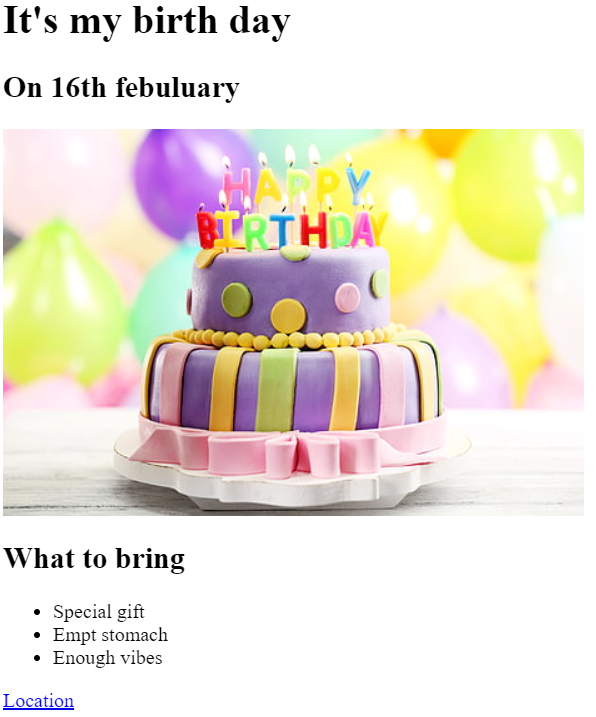 It's my birth day
On 16th febuluary
HAPPY
BIRTHDAY
What to bring
Special gift
Empt stomach
Enough vibes
Location